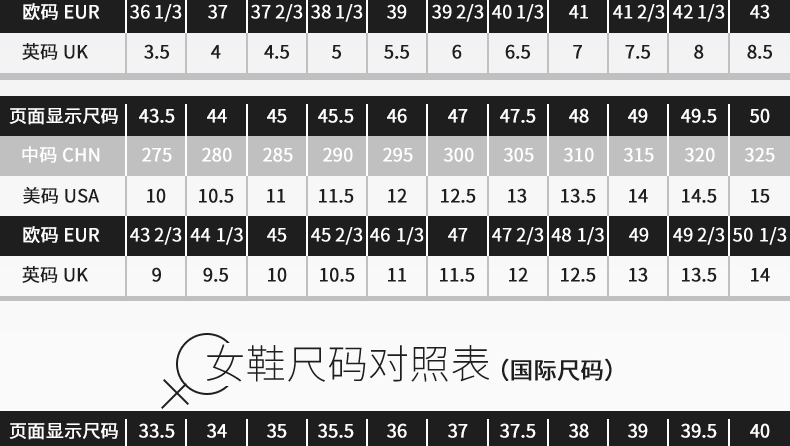 欧码 EUR 36 1/3 37 37 2/3 38 1/3 39 39 2/3 40 1/3 41 41 2/3 42 1/3 43
英码 UK 3.5 4 4.5 5 5.5 6 6.5 7 7.5 8 8.5
页面显示尺码 43.5 44 45 45.5 46 47 47.5 48 49 49.5 50
中码 CHN 275 280 285 290 295 300 305 310 315 320 325
美码 USA 10 10.5 11 11.5 12 12.5 13 13.5 14 14.5 15
欧码 EUR 43 2/3 44 1/3 45 45 2/3 46 1/3 47 47 2/3 48 1/3 49 49 2/3 50 1/3
英码 UK 9 9.5 10 10.5 11 11.5 12 12.5 13 13.5 14
女鞋尺码对照表（国际尺码）
页面显示尺码 33.5 34 35 35.5 36 37 37.5 38 39 39.5 40